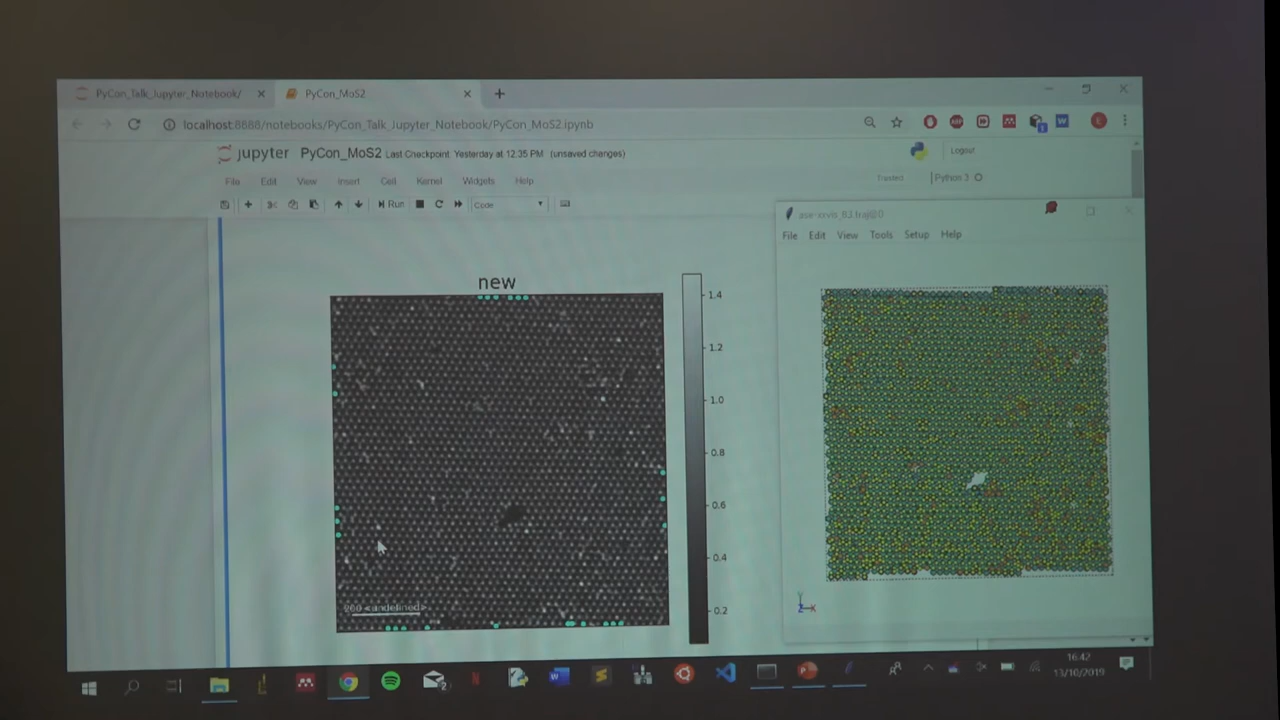 PyCon_Talk_Jupyter_Notebook/
PyCon_MoS2
localhost:8888/notebooks/PyCon_Talk_Jupyter_Notebook/PyCon_MoS2.ipynb
jupyter PyCon_MoS2 Last Checkpoint: Yesterday at 12:35 PM (unsaved changes)
Logout
File Edit View Insert Cell Kernel Widgets Help
Trusted
Python 3
Run
Code
File Edit View Tools Setup Help
new
1.4
1.2
1.0
0.8
0.6
0.4
0.2
200 <undefined>
16:42
13/10/2019